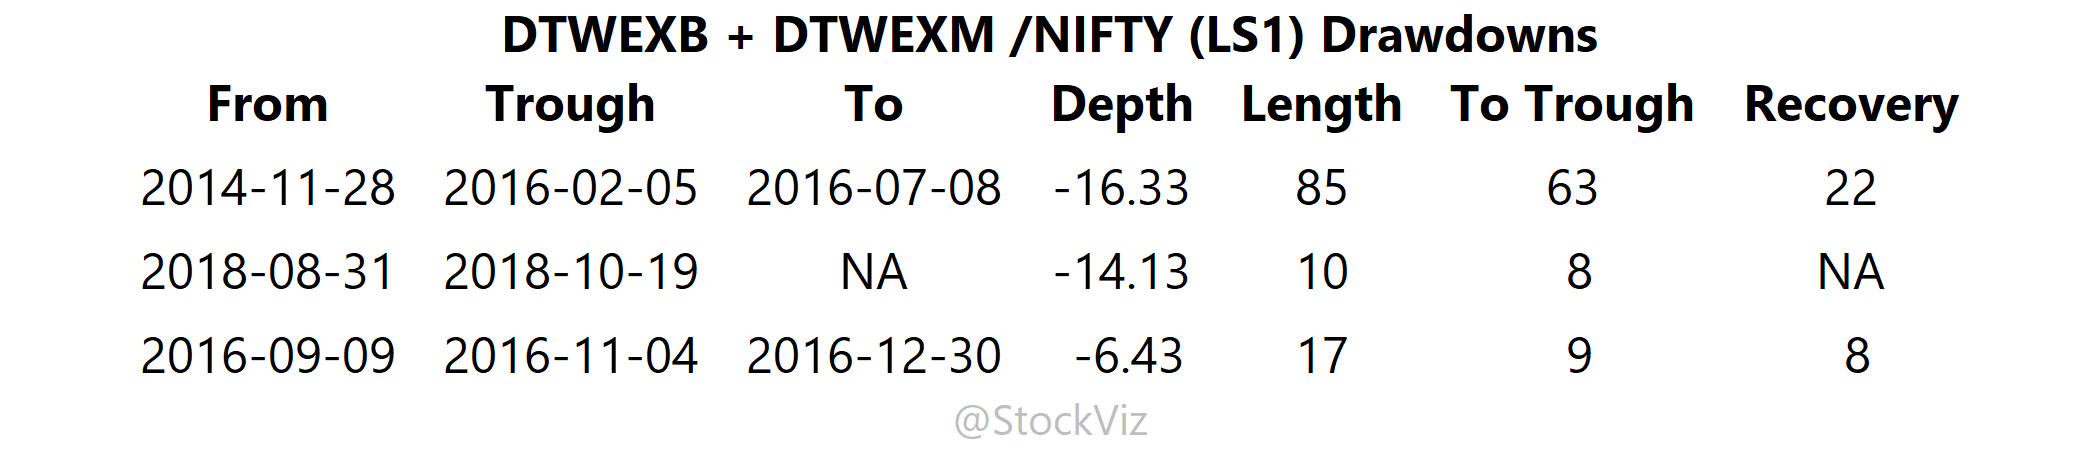 DTWEXB + DTWEXM /NIFTY (LS1) Drawdowns
From Trough To Depth Length To Trough Recovery
2014-11-28 2016-02-05 2016-07-08 -16.33 85 63 22
2018-08-31 2018-10-19 NA -14.13 10 8 NA
2016-09-09 2016-11-04 2016-12-30 -6.43 17 9 8
@StockViz